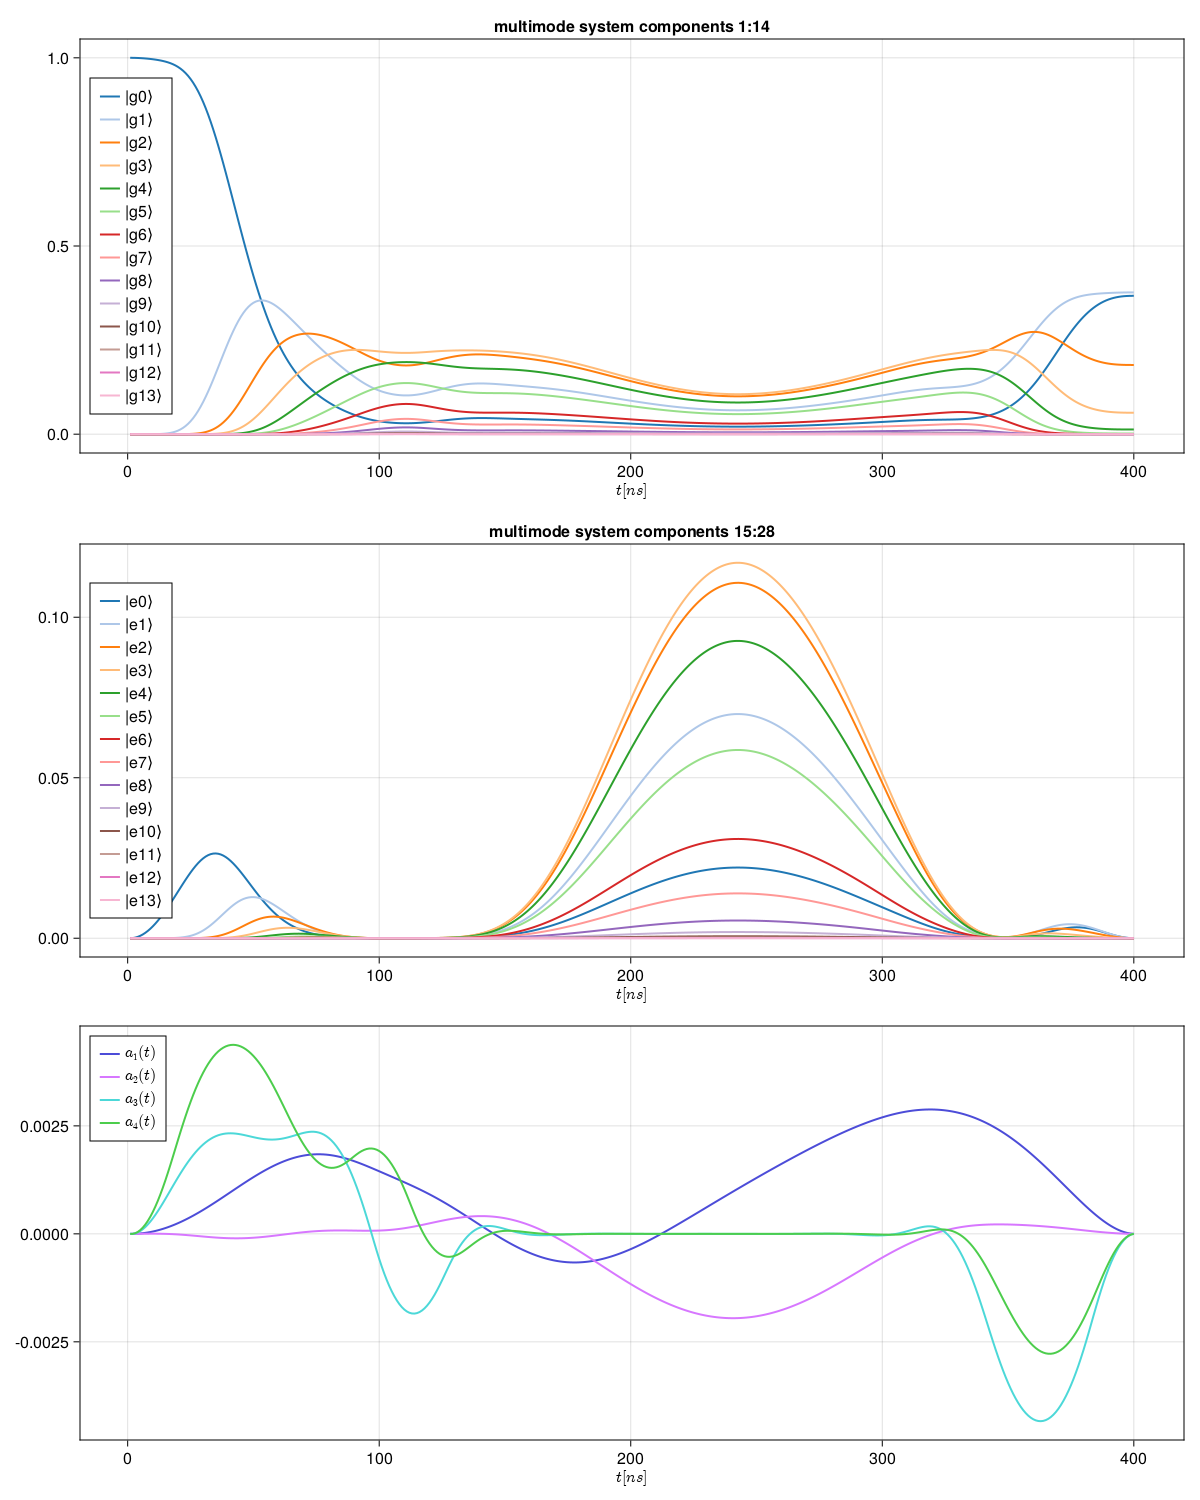 multimode system components 1:14
1.0
0.5
0.0
|g0⟩
|g1⟩
|g2⟩
|g3⟩
|g4⟩
|g5⟩
|g6⟩
|g7⟩
|g8⟩
|g9⟩
|g10⟩
|g11⟩
|g12⟩
|g13⟩
0 100 200 300 400
t[ns]
multimode system components 15:28
0.10
0.05
0.00
|e0⟩
|e1⟩
|e2⟩
|e3⟩
|e4⟩
|e5⟩
|e6⟩
|e7⟩
|e8⟩
|e9⟩
|e10⟩
|e11⟩
|e12⟩
|e13⟩
0 100 200 300 400
t[ns]
a₁(t)
a₂(t)
a₃(t)
a₄(t)
0.0025
0.0000
-0.0025
0 100 200 300 400
t[ns]